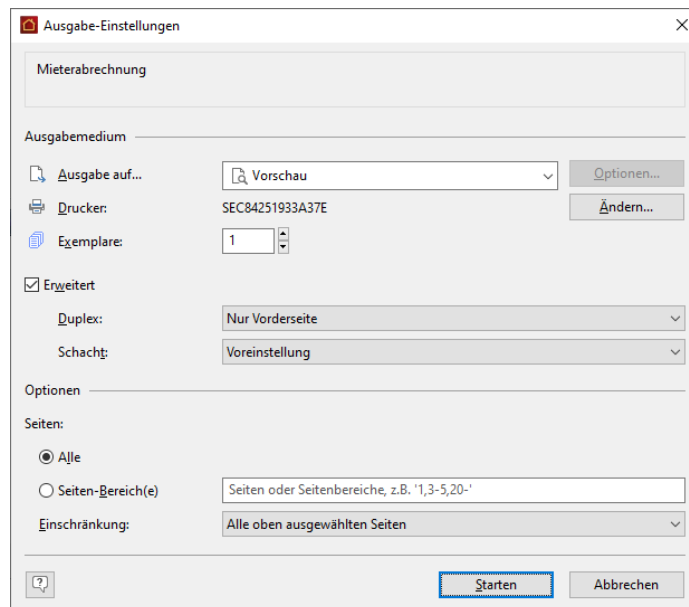 Ausgabe-Einstellungen
Mieterabrechnung
Ausgabemedium
Ausgabe auf... Vorschau Optionen...
Drucker: SEC84251933A37E Ändern...
Exemplare: 1
Erweitert
Duplex: Nur Vorderseite
Schacht: Voreinstellung
Optionen
Seiten:
Alle
Seiten-Bereich(e) Seiten oder Seitenbereiche, z.B. '1,3-5,20-'
Einschränkung: Alle oben ausgewählten Seiten
Starten Abbrechen